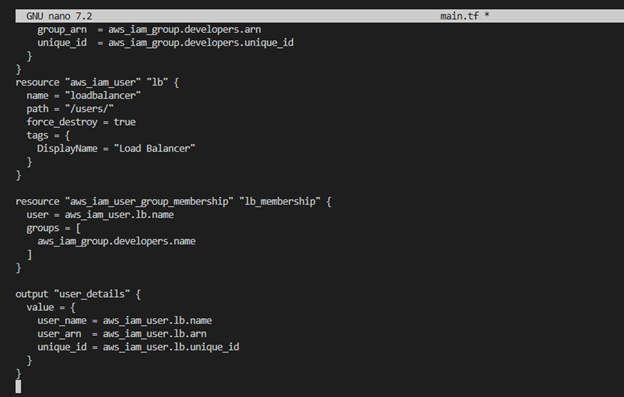 GNU nano 7.2 main.tf *
group_arn  = aws_iam_group.developers.arn
unique_id  = aws_iam_group.developers.unique_id
}
}
resource "aws_iam_user" "lb" {
name = "loadbalancer"
path = "/users/"
force_destroy = true
tags = {
DisplayName = "Load Balancer"
}
}
resource "aws_iam_user_group_membership" "lb_membership" {
user = aws_iam_user.lb.name
groups = [
aws_iam_group.developers.name
]
}
output "user_details" {
value = {
user_name = aws_iam_user.lb.name
user_arn  = aws_iam_user.lb.arn
unique_id = aws_iam_user.lb.unique_id
}
}